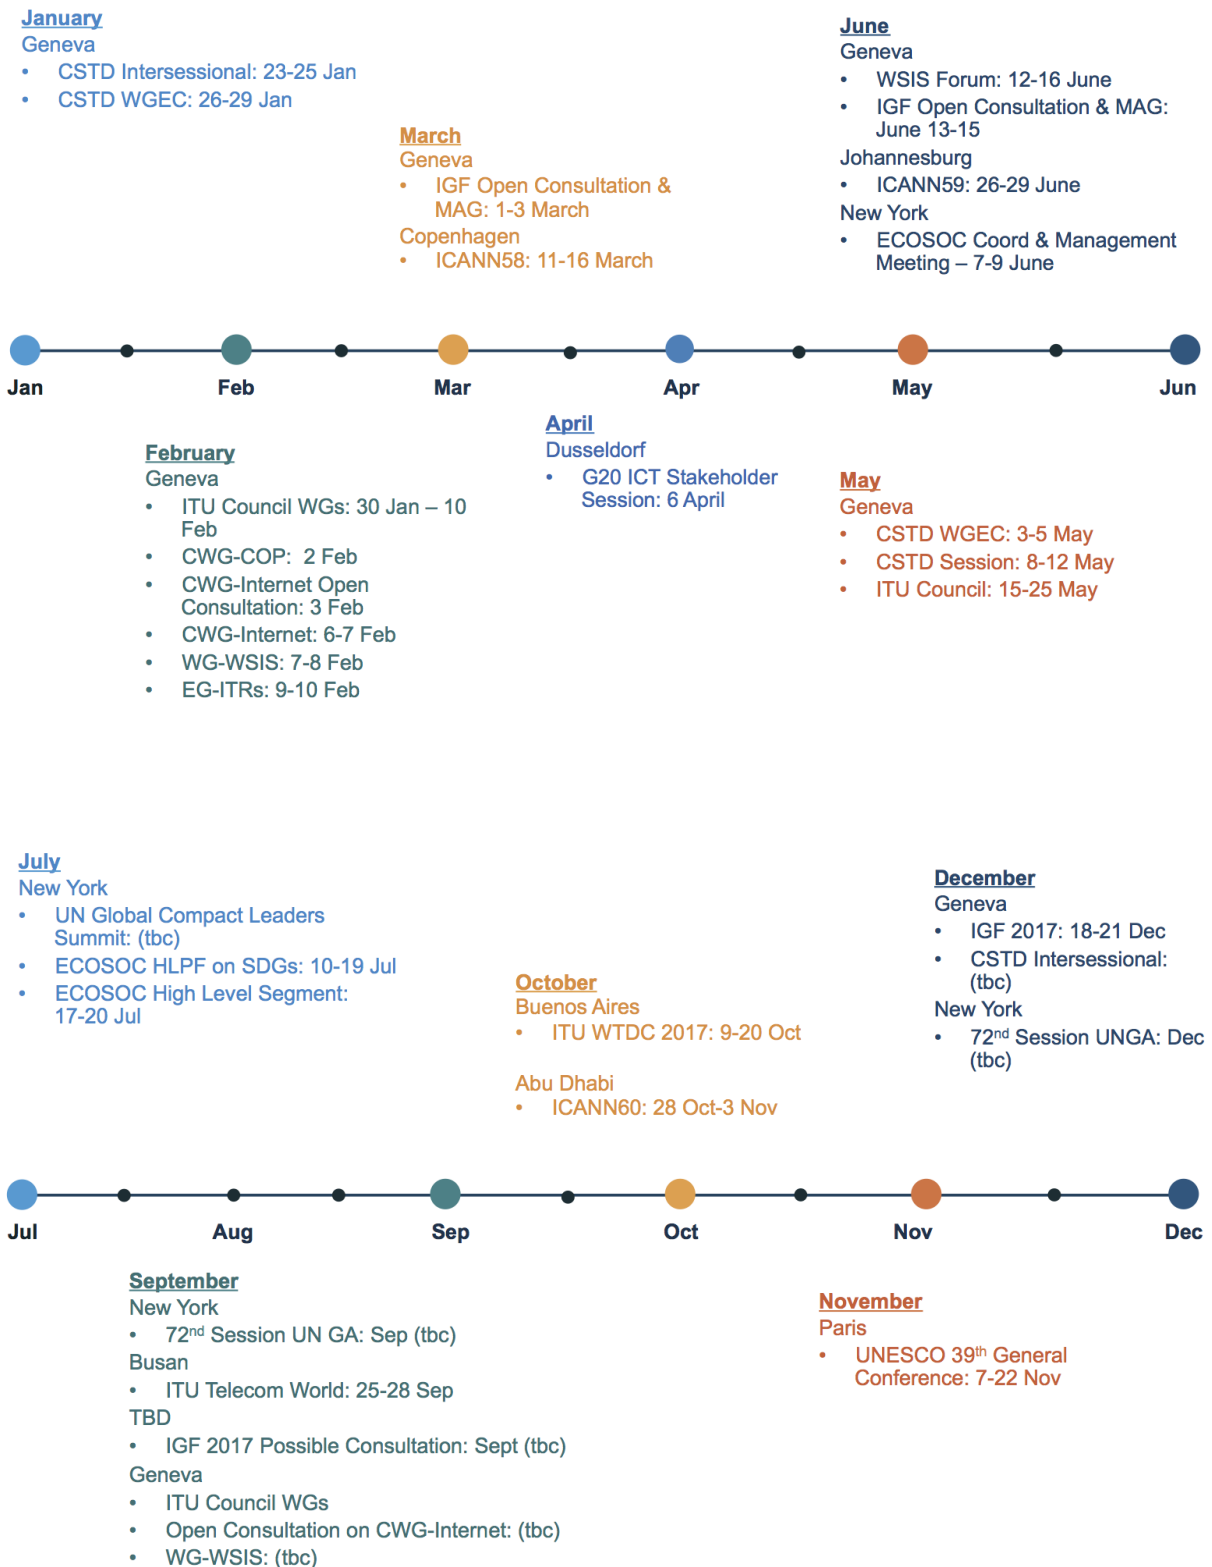 January
Geneva
• CSTD Intersessional: 23-25 Jan
• CSTD WGEC: 26-29 Jan
March
Geneva
• IGF Open Consultation &
MAG: 1-3 March
Copenhagen
• ICANN58: 11-16 March
June
Geneva
• WSIS Forum: 12-16 June
• IGF Open Consultation & MAG:
June 13-15
Johannesburg
• ICANN59: 26-29 June
New York
• ECOSOC Coord & Management
Meeting – 7-9 June
Jan Feb Mar Apr May Jun
February
Geneva
• ITU Council WGs: 30 Jan – 10
Feb
• CWG-COP: 2 Feb
• CWG-Internet Open
Consultation: 3 Feb
• CWG-Internet: 6-7 Feb
• WG-WSIS: 7-8 Feb
• EG-ITRs: 9-10 Feb
April
Dusseldorf
• G20 ICT Stakeholder
Session: 6 April
May
Geneva
• CSTD WGEC: 3-5 May
• CSTD Session: 8-12 May
• ITU Council: 15-25 May
July
New York
• UN Global Compact Leaders
Summit: (tbc)
• ECOSOC HLPF on SDGs: 10-19 Jul
• ECOSOC High Level Segment:
17-20 Jul
October
Buenos Aires
• ITU WTDC 2017: 9-20 Oct
Abu Dhabi
• ICANN60: 28 Oct-3 Nov
December
Geneva
• IGF 2017: 18-21 Dec
• CSTD Intersessional:
(tbc)
New York
• 72nd Session UNGA: Dec
(tbc)
Jul Aug Sep Oct Nov Dec
September
New York
• 72nd Session UN GA: Sep (tbc)
Busan
• ITU Telecom World: 25-28 Sep
TBD
• IGF 2017 Possible Consultation: Sept (tbc)
Geneva
• ITU Council WGs
• Open Consultation on CWG-Internet: (tbc)
• WG-WSIS: (tbc)
November
Paris
• UNESCO 39th General
Conference: 7-22 Nov